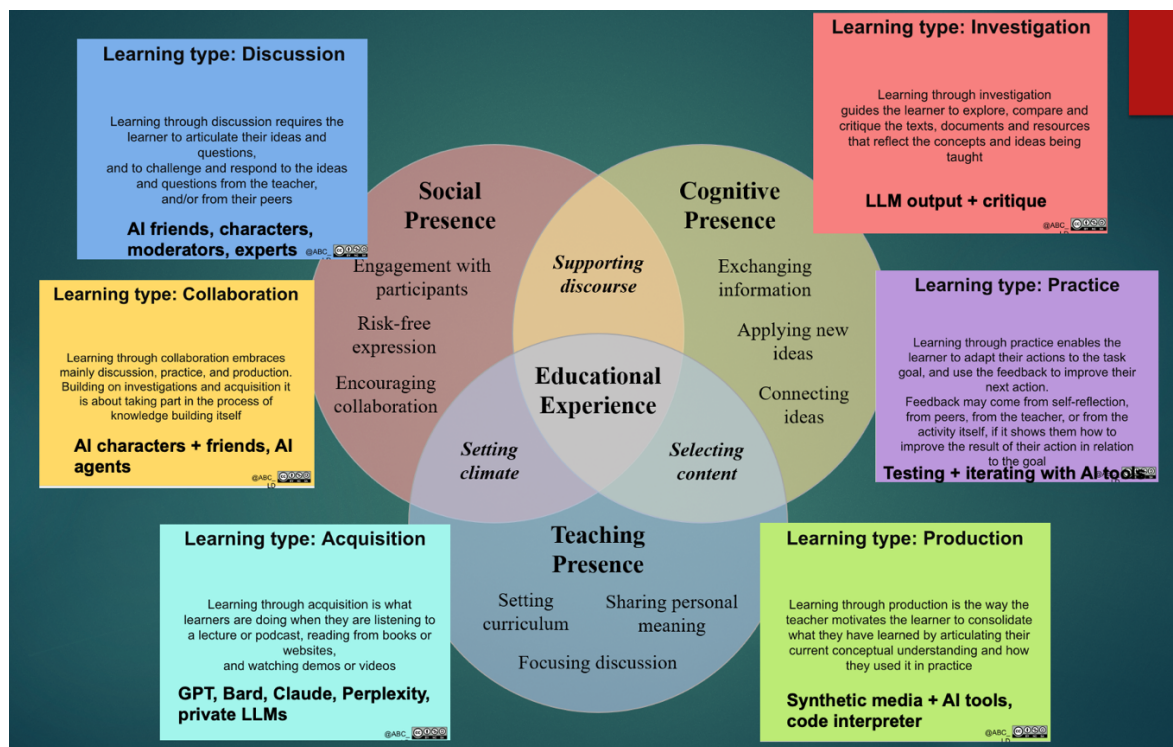 Learning type: Discussion
Learning through discussion requires the
learner to articulate their ideas and
questions,
and to challenge and respond to the ideas
and questions from the teacher,
and/or from their peers
AI friends, characters,
moderators, experts
@ABC_
LD
Learning type: Investigation
Learning through investigation
guides the learner to explore, compare and
critique the texts, documents and resources
that reflect the concepts and ideas being
taught
LLM output + critique
@ABC_
LD
Learning type: Collaboration
Learning through collaboration embraces
mainly discussion, practice, and production.
Building on investigations and acquisition it
is about taking part in the process of
knowledge building itself
AI characters + friends, AI
agents
@ABC_
LD
Social
Presence
Engagement with
participants
Risk-free
expression
Encouraging
collaboration
Supporting
discourse
Cognitive
Presence
Exchanging
information
Applying new
ideas
Connecting
ideas
Educational
Experience
Setting
climate
Selecting
content
Teaching
Presence
Setting
curriculum
Sharing personal
meaning
Focusing discussion
Learning type: Practice
Learning through practice enables the
learner to adapt their actions to the task
goal, and use the feedback to improve their
next action.
Feedback may come from self-reflection,
from peers, from the teacher, or from the
activity itself, if it shows them how to
improve the result of their action in relation
to the goal
Testing + iterating with AI tools
Learning type: Acquisition
Learning through acquisition is what
learners are doing when they are listening to
a lecture or podcast, reading from books or
websites,
and watching demos or videos
GPT, Bard, Claude, Perplexity,
private LLMs
@ABC_
Learning type: Production
Learning through production is the way the
teacher motivates the learner to consolidate
what they have learned by articulating their
current conceptual understanding and how
they used it in practice
Synthetic media + AI tools,
code interpreter
@ABC_
LD